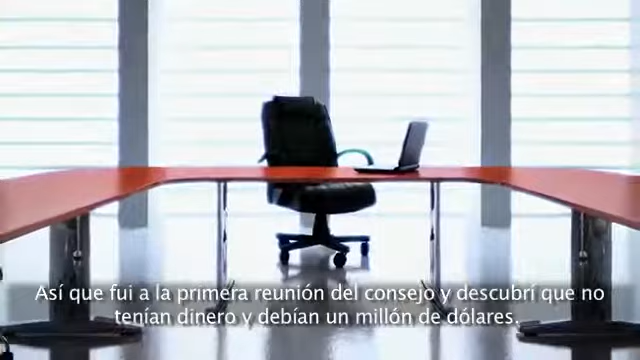 Así que fui a la primera reunión del consejo y descubrí que no
tenían dinero y debían un millón de dólares.